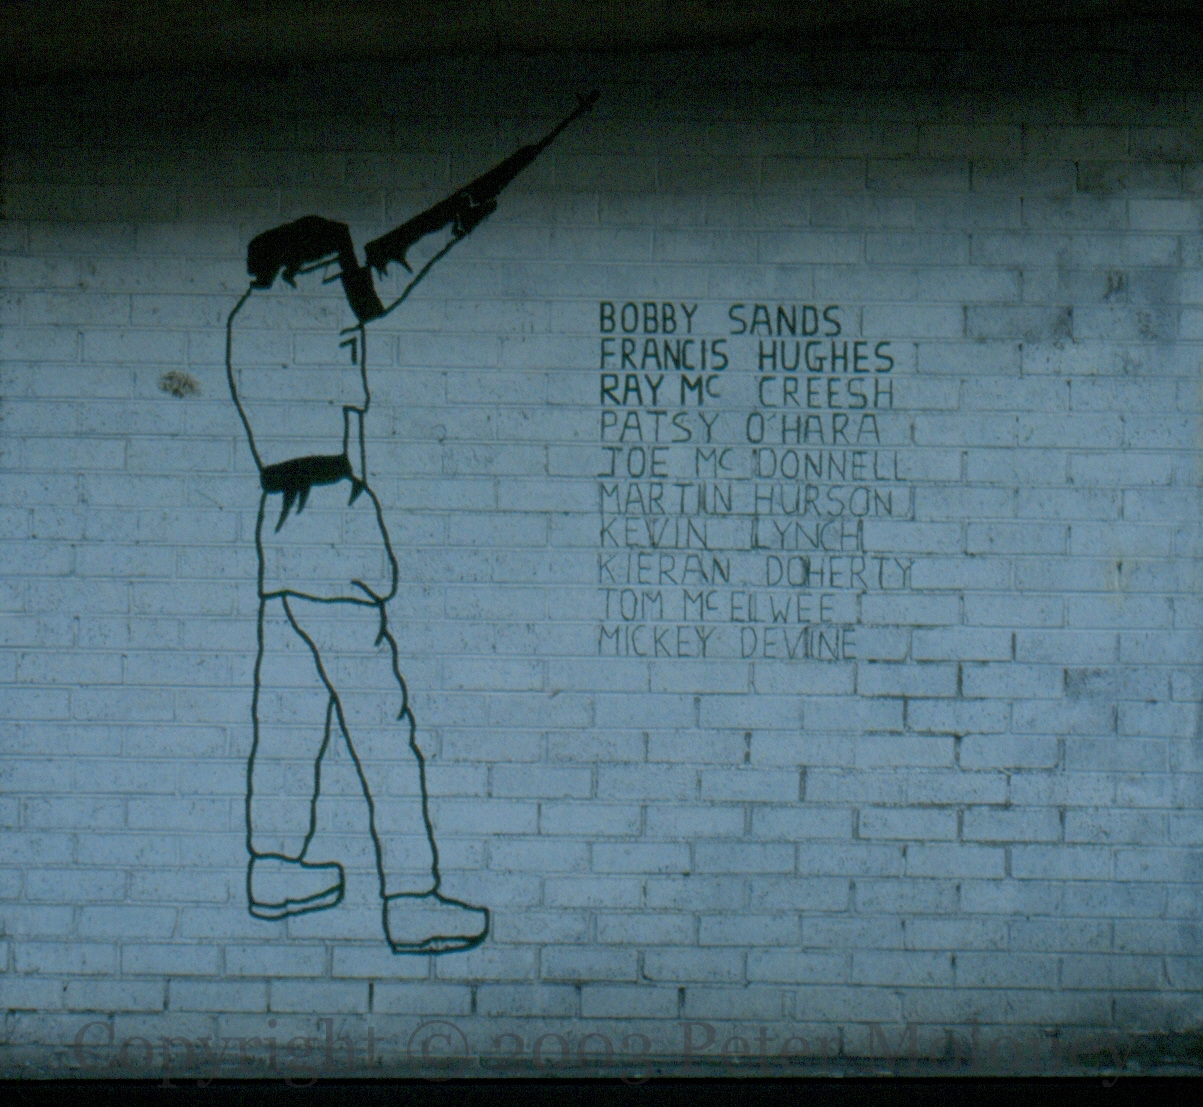 BOBBY SANDS
FRANCIS HUGHES
RAY Mc CREESH
PATSY O'HARA
JOE Mc DONNELL
MARTIN HURSON
KEVIN LYNCH
KIERAN DOHERTY
TOM McELWEE
MICKEY DEVINE
Copyright © 2003 Peter Moloney